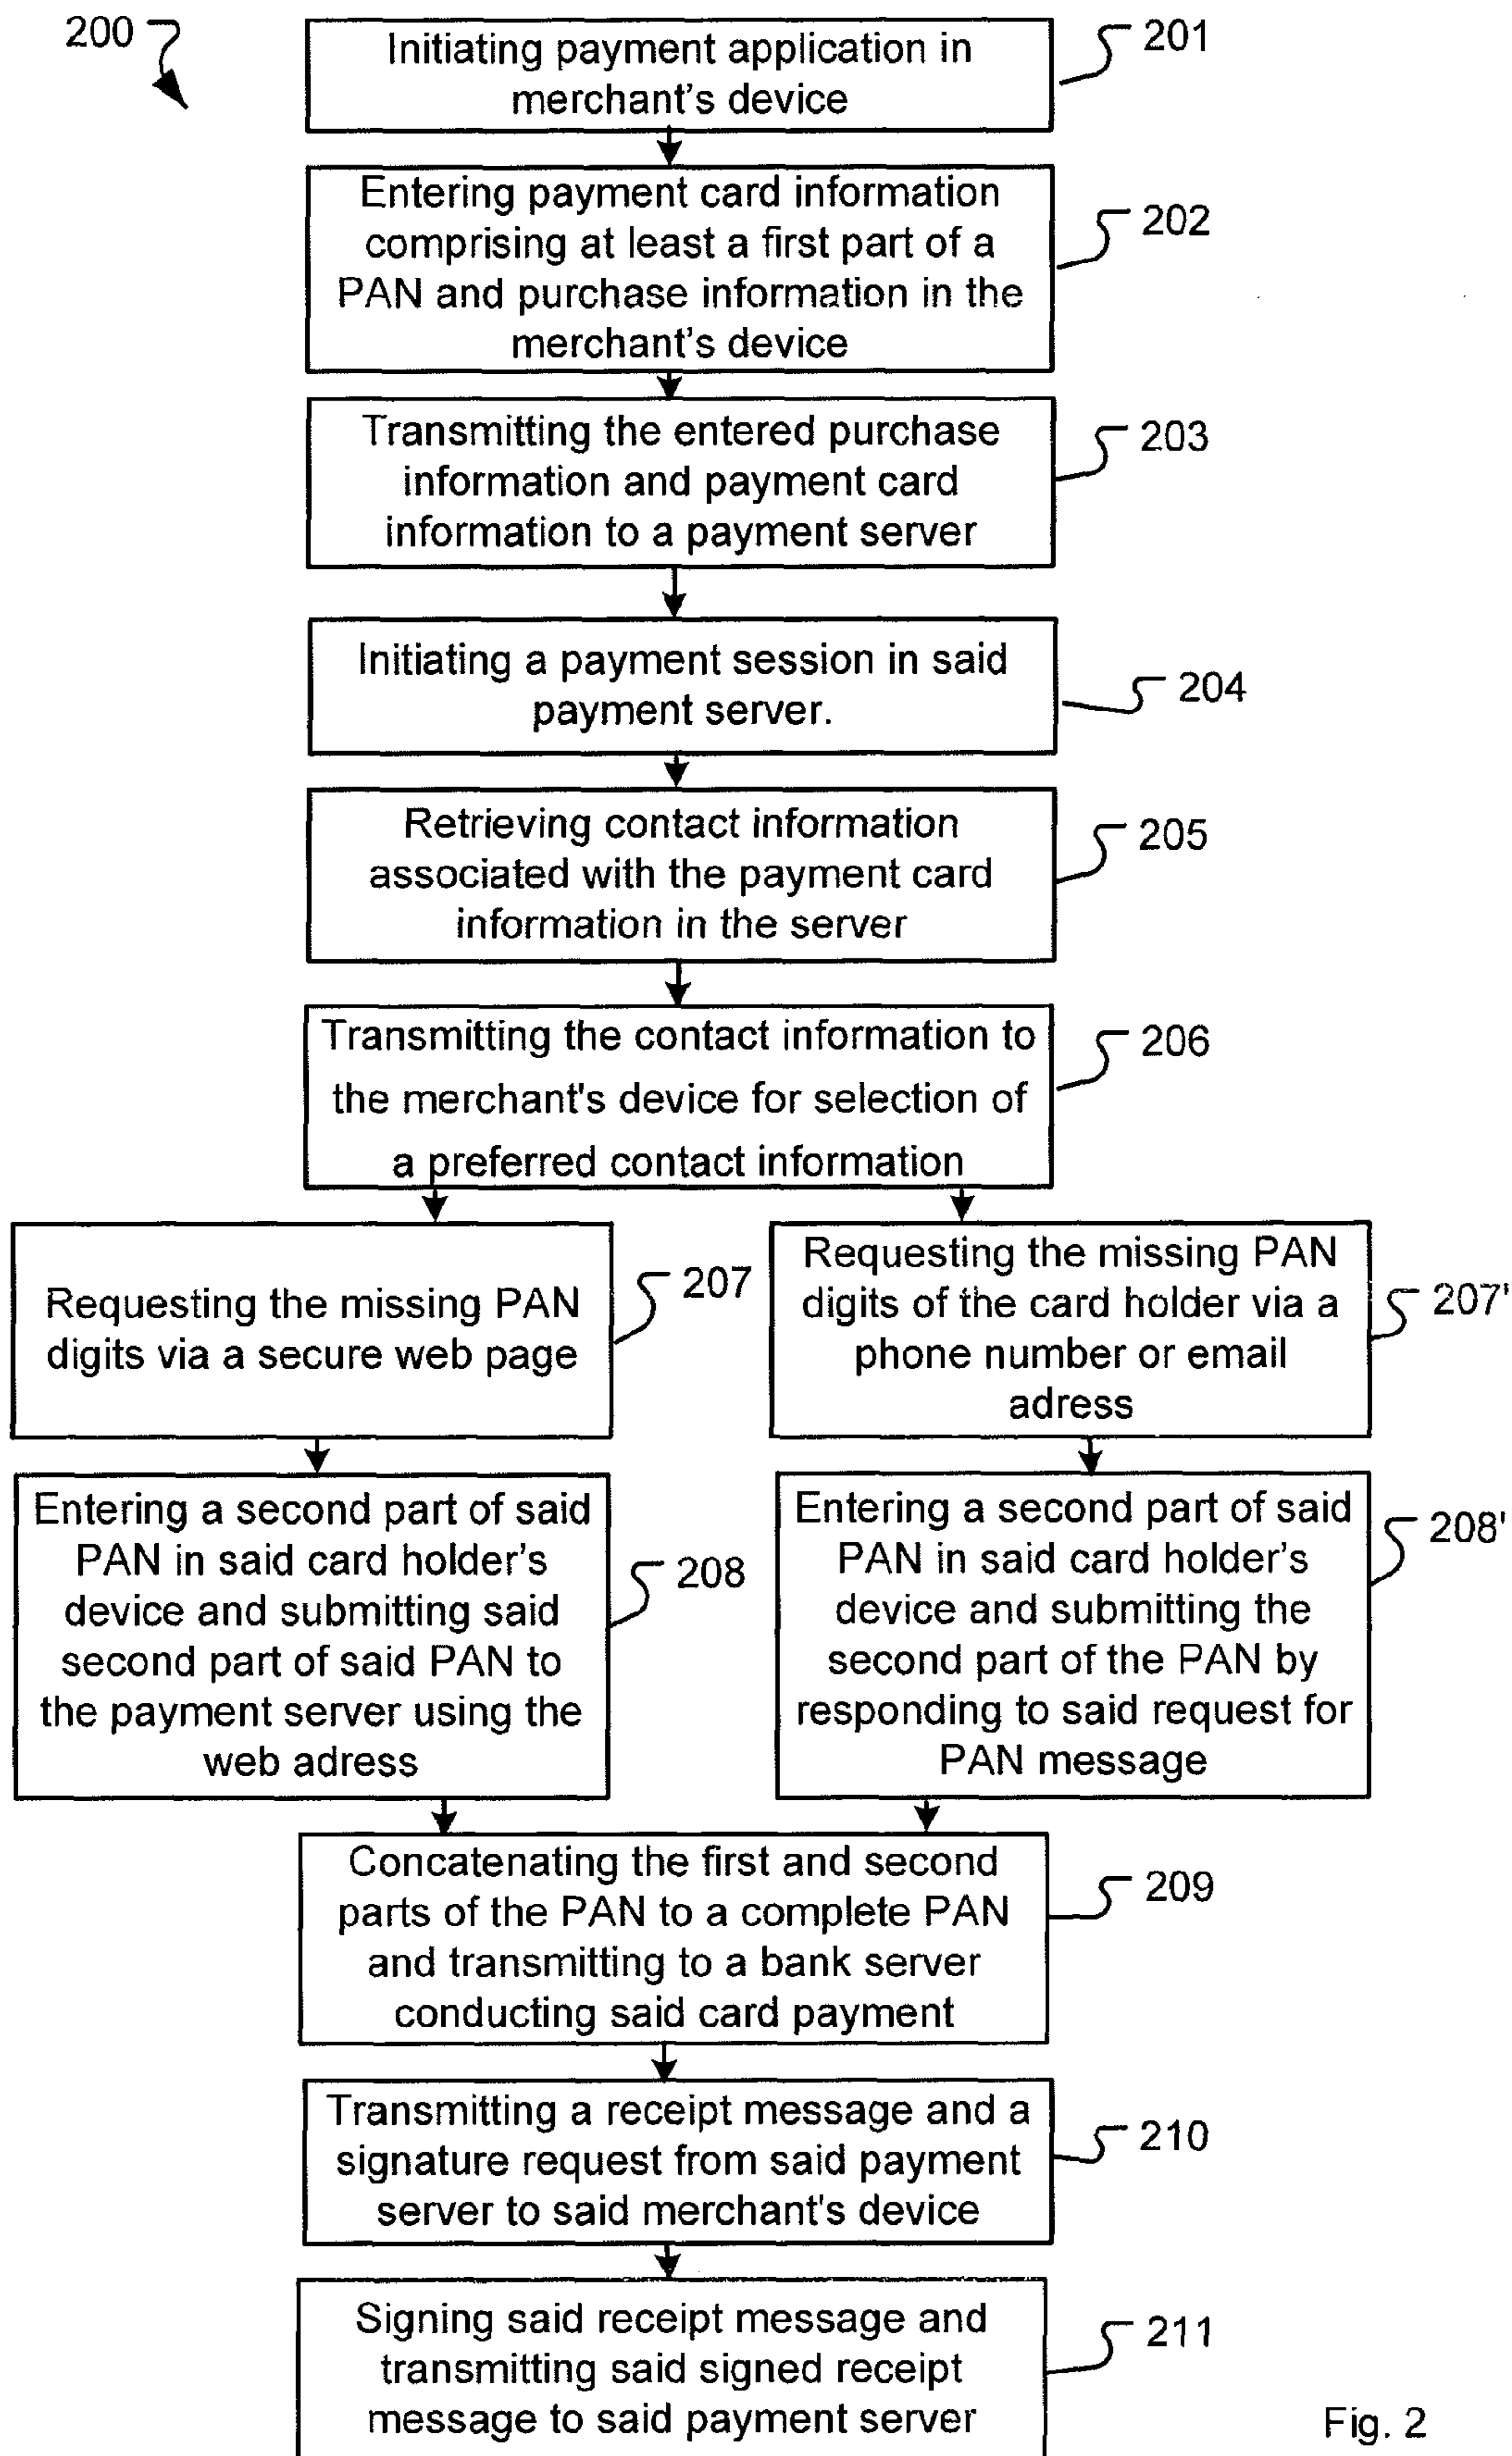 200
Initiating payment application in
merchant's device
201
Entering payment card information
comprising at least a first part of a
PAN and purchase information in the
merchant's device
202
Transmitting the entered purchase
information and payment card
information to a payment server
203
Initiating a payment session in said
payment server.
204
Retrieving contact information
associated with the payment card
information in the server
205
Transmitting the contact information to
the merchant's device for selection of
a preferred contact information
206
Requesting the missing PAN
digits via a secure web page
207
Requesting the missing PAN
digits of the card holder via a
phone number or email
adress
207'
Entering a second part of said
PAN in said card holder's
device and submitting said
second part of said PAN to
the payment server using the
web adress
208
Entering a second part of said
PAN in said card holder's
device and submitting the
second part of the PAN by
responding to said request for
PAN message
208'
Concatenating the first and second
parts of the PAN to a complete PAN
and transmitting to a bank server
conducting said card payment
209
Transmitting a receipt message and a
signature request from said payment
server to said merchant's device
210
Signing said receipt message and
transmitting said signed receipt
message to said payment server
211
Fig. 2